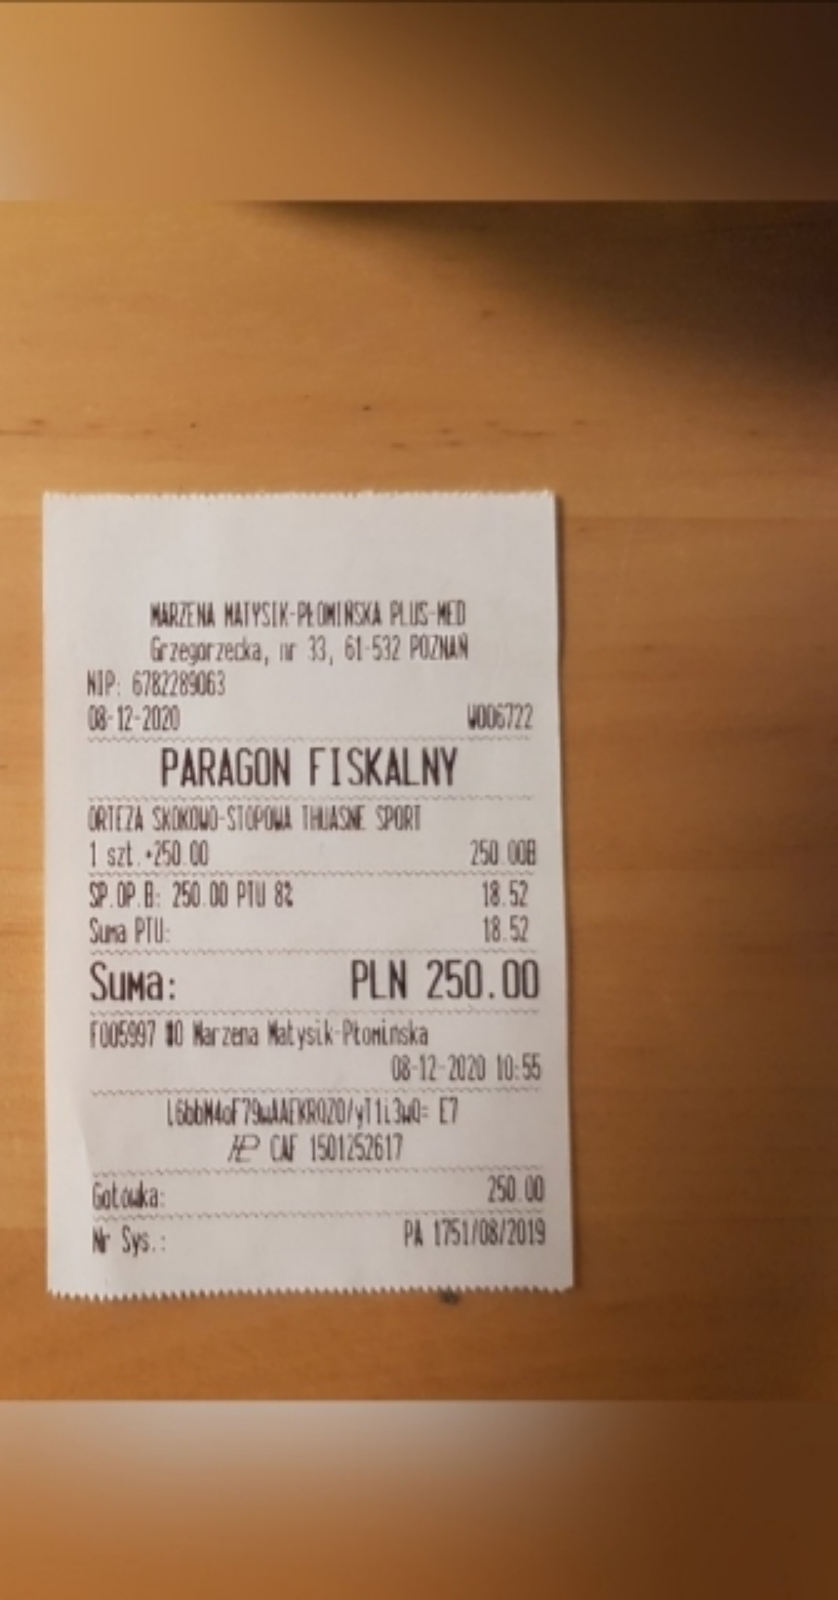 MARZENA MATYSIK-PŁOMIŃSKA PLUS-MED
Grzegorzecka, nr 33, 61-532 POZNAŃ
NIP: 6782289063
08-12-2020 W006722
PARAGON FISKALNY
ORTEZA SKOKOWO-STOPOWA THUASNE SPORT
1 szt.*250.00 250.00B
SP.OP.B: 250.00 PTU 8% 18.52
Suma PTU: 18.52
Suma: PLN 250.00
F005997 #0 Marzena Matysik-Płomińska
08-12-2020 10:55
E7
CAF 1501252617
Gotówka: 250.00
Nr Sys.: PA 1751/08/2019